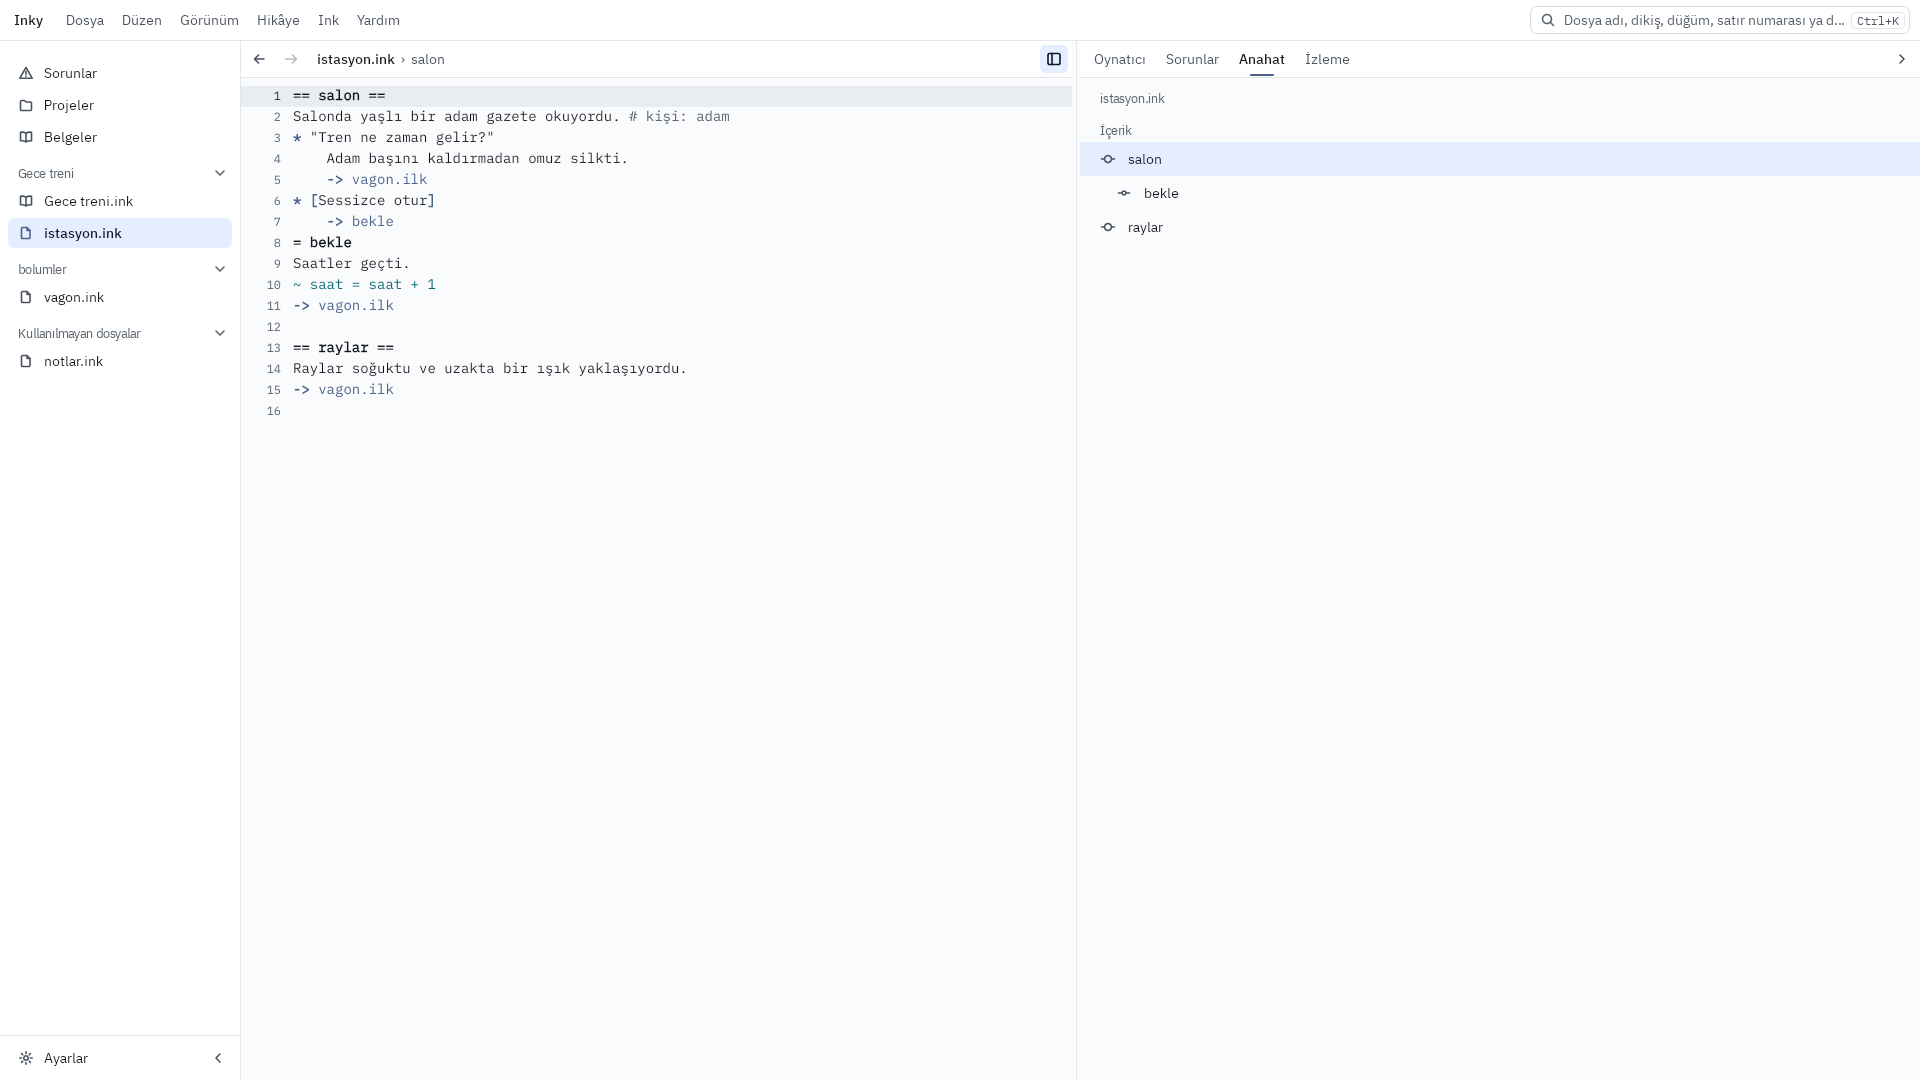 Inky Dosya Düzen Görünüm Hikâye Ink Yardım
Dosya adı, dikiş, düğüm, satır numarası ya d... Ctrl+K
Sorunlar
Projeler
Belgeler
Gece treni
Gece treni.ink
istasyon.ink
bolumler
vagon.ink
Kullanılmayan dosyalar
notlar.ink
Ayarlar
istasyon.ink › salon
1 == salon ==
2 Salonda yaşlı bir adam gazete okuyordu. # kişi: adam
3 * "Tren ne zaman gelir?"
4 Adam başını kaldırmadan omuz silkti.
5 -> vagon.ilk
6 * [Sessizce otur]
7 -> bekle
8 = bekle
9 Saatler geçti.
10 ~ saat = saat + 1
11 -> vagon.ilk
12
13 == raylar ==
14 Raylar soğuktu ve uzakta bir ışık yaklaşıyordu.
15 -> vagon.ilk
16
Oynatıcı Sorunlar Anahat İzleme
istasyon.ink
İçerik
salon
bekle
raylar